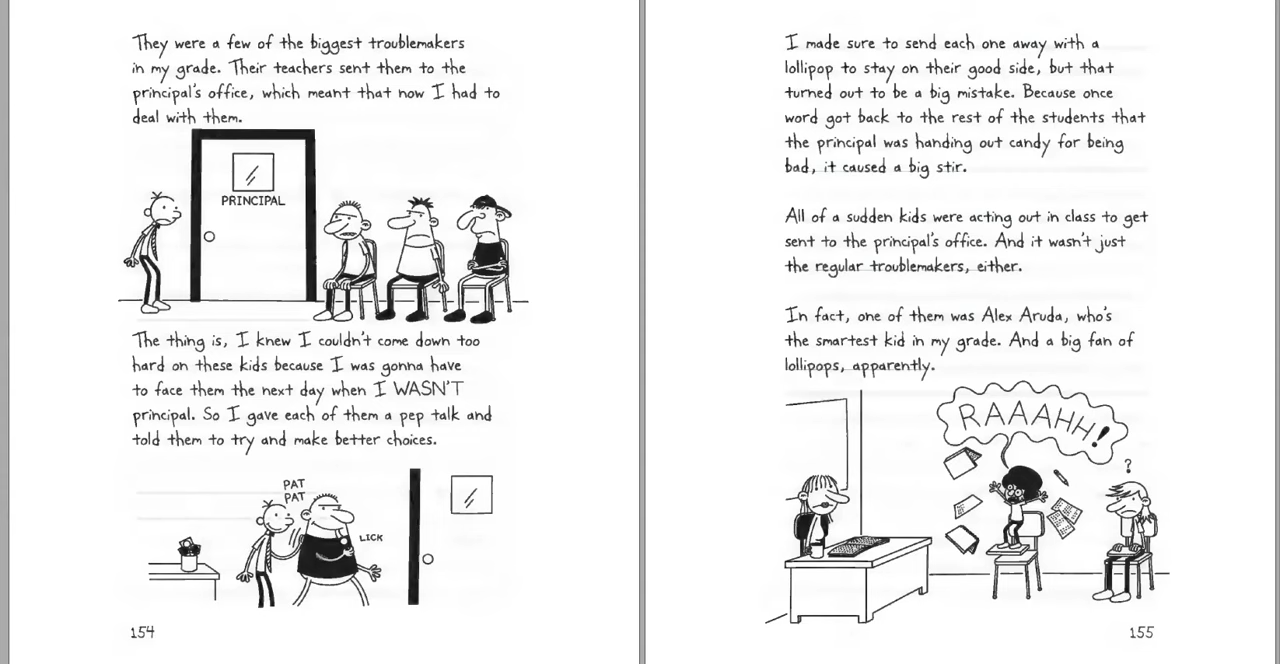 They were a few of the biggest troublemakers
in my grade. Their teachers sent them to the
principal's office, which meant that now I had to
deal with them.
PRINCIPAL
The thing is, I knew I couldn't come down too
hard on these kids because I was gonna have
to face them the next day when I WASN'T
principal. So I gave each of them a pep talk and
told them to try and make better choices.
PAT
PAT
LICK
154
I made sure to send each one away with a
lollipop to stay on their good side, but that
turned out to be a big mistake. Because once
word got back to the rest of the students that
the principal was handing out candy for being
bad, it caused a big stir.
All of a sudden kids were acting out in class to get
sent to the principal's office. And it wasn't just
the regular troublemakers, either.
In fact, one of them was Alex Aruda, who's
the smartest kid in my grade. And a big fan of
lollipops, apparently.
RAAAHH!
?
155